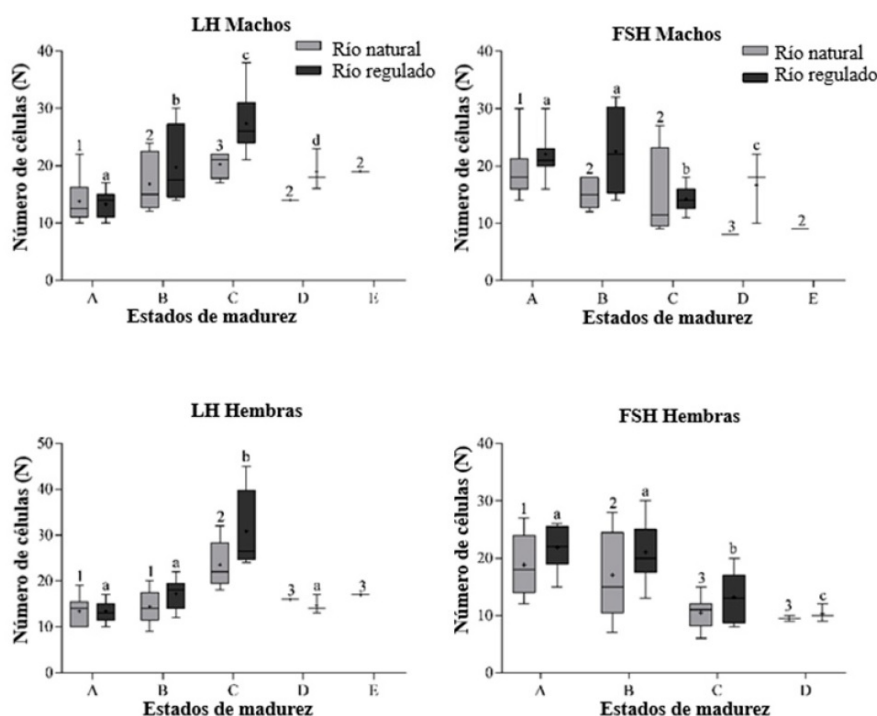 LH Machos
Río natural
Río regulado
Número de células (N)
40
30
20
10
0
1 a 2 b 3 c 2 d 2
A B C D E
Estados de madurez
FSH Machos
Río natural
Río regulado
Número de células (N)
40
30
20
10
0
1 a 2 a 2 b 3 c 2
A B C D E
Estados de madurez
LH Hembras
Número de células (N)
50
40
30
20
10
0
1 a 1 a 2 b 3 a 3
A B C D E
Estados de madurez
FSH Hembras
Número de células (N)
40
30
20
10
0
1 a 2 a 3 b 3 c
A B C D
Estados de madurez